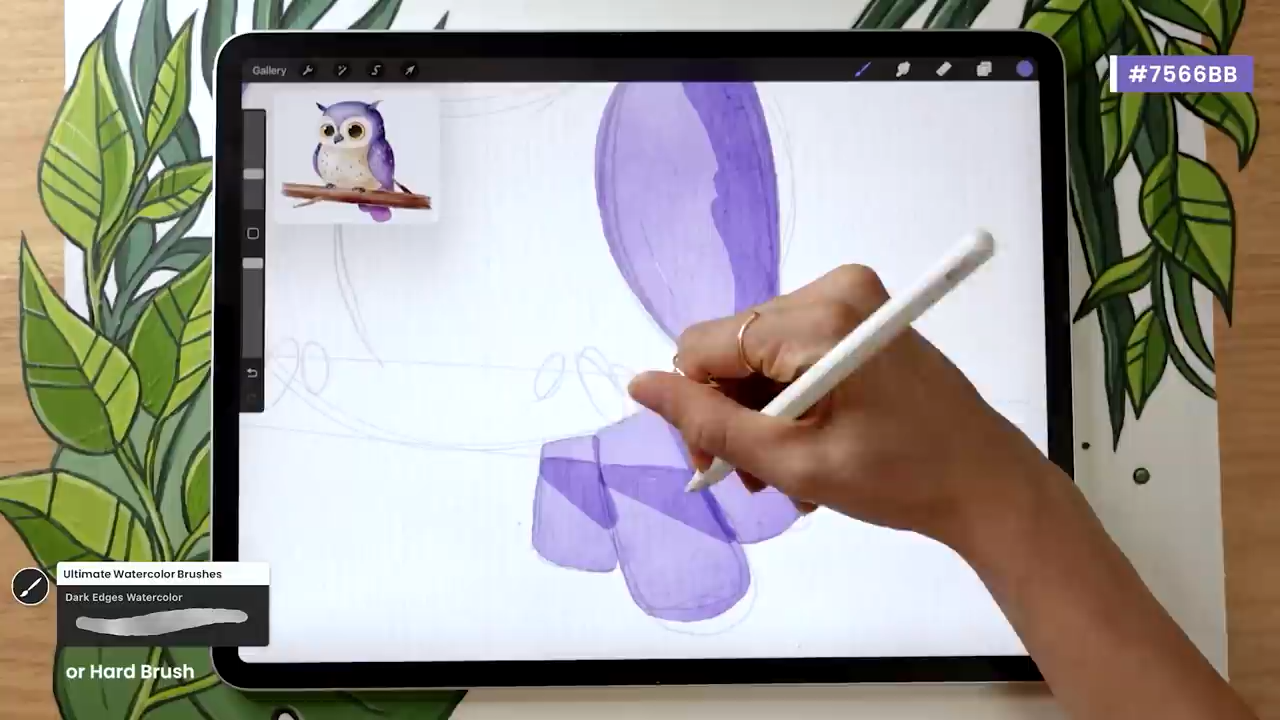 Gallery
#7566BB
Ultimate Watercolor Brushes
Dark Edges Watercolor
or Hard Brush